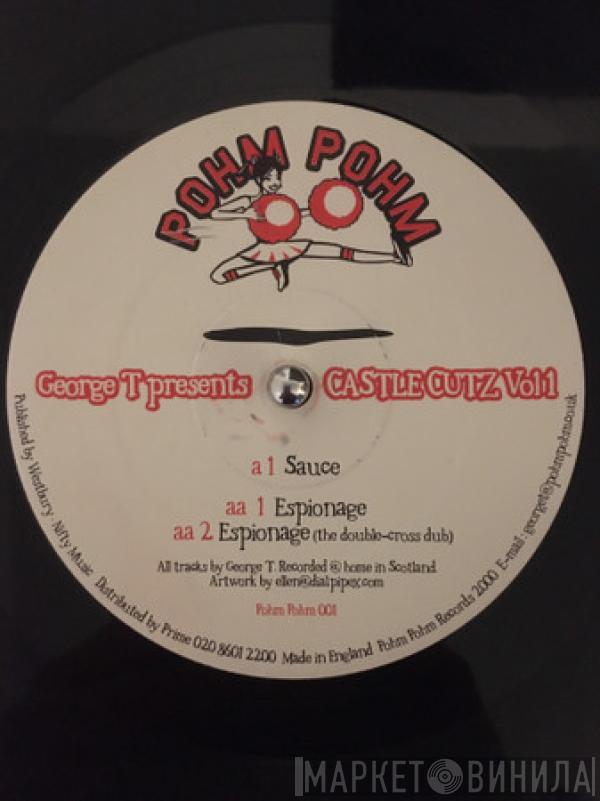 POHM POHM
George T presents CASTLE CUTZ Vol 1
a 1 Sauce
aa 1 Espionage
aa 2 Espionage (the double-cross dub)
All tracks by George T. Recorded @ home in Scotland.
Artwork by ellen@dial.pipex.com
Pohm Pohm 001
Published by Westbury · Nifty Music Distributed by Prime 020 8601 2200 Made in England Pohm Pohm Records 2000 E-mail: georget@pohmpohm.co.uk
МАРКЕТ ВИНИЛА